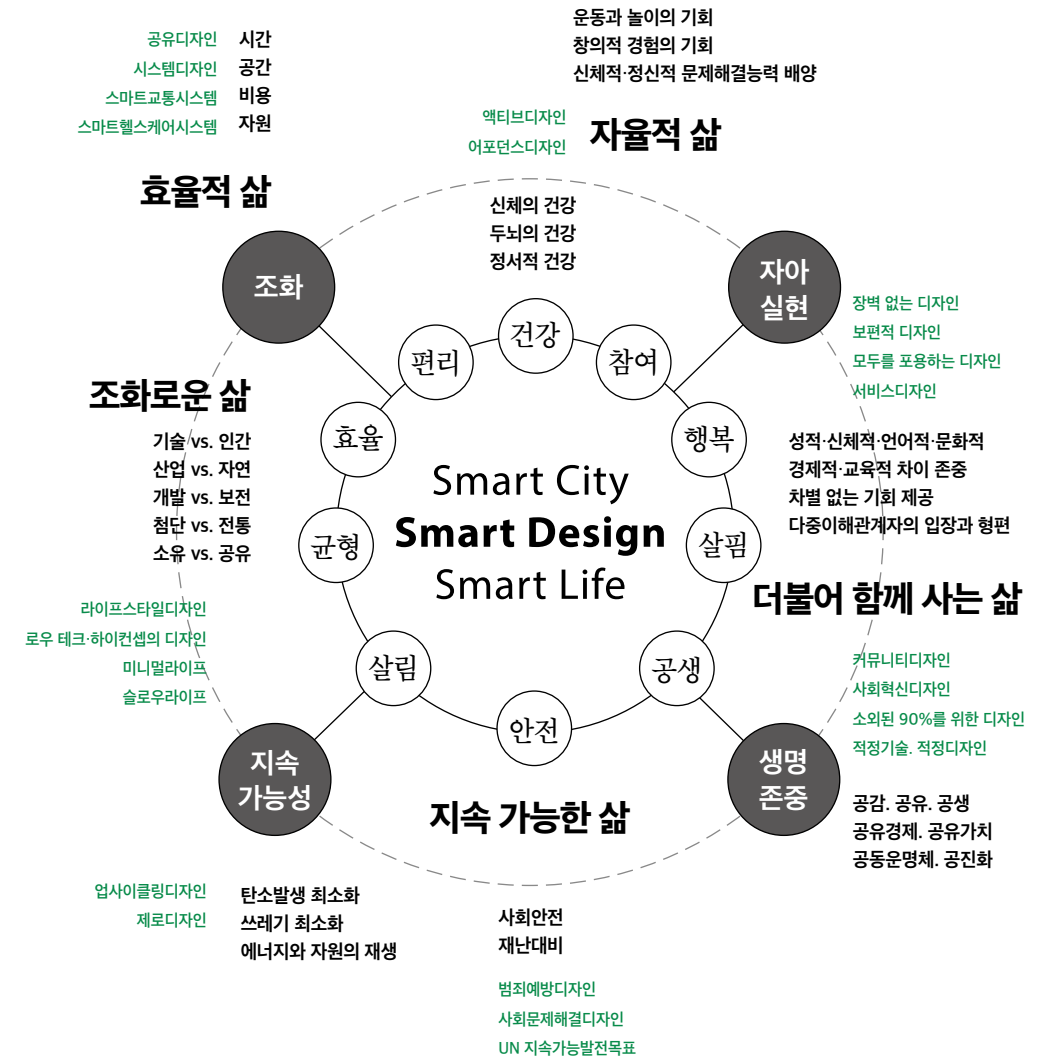 운동과 놀이의 기회
창의적 경험의 기회
신체적·정신적 문제해결능력 배양
공유디자인 시간
시스템디자인 공간
스마트교통시스템 비용
스마트헬스케어시스템 자원
액티브디자인
어포던스디자인
자율적 삶
효율적 삶
신체의 건강
두뇌의 건강
정서적 건강
조화
자아
실현
건강
편리
참여
효율
행복
균형
살핌
살림
공생
안전
장벽 없는 디자인
보편적 디자인
모두를 포용하는 디자인
서비스디자인
조화로운 삶
기술 vs. 인간
산업 vs. 자연
개발 vs. 보전
첨단 vs. 전통
소유 vs. 공유
성적·신체적·언어적·문화적
경제적·교육적 차이 존중
차별 없는 기회 제공
다중이해관계자의 입장과 형편
Smart City
Smart Design
Smart Life
더불어 함께 사는 삶
라이프스타일디자인
로우 테크·하이컨셉의 디자인
미니멀라이프
슬로우라이프
커뮤니티디자인
사회혁신디자인
소외된 90%를 위한 디자인
적정기술. 적정디자인
지속
가능성
생명
존중
지속 가능한 삶
공감. 공유. 공생
공유경제. 공유가치
공동운명체. 공진화
업사이클링디자인
제로디자인
탄소발생 최소화
쓰레기 최소화
에너지와 자원의 재생
사회안전
재난대비
범죄예방디자인
사회문제해결디자인
UN 지속가능발전목표